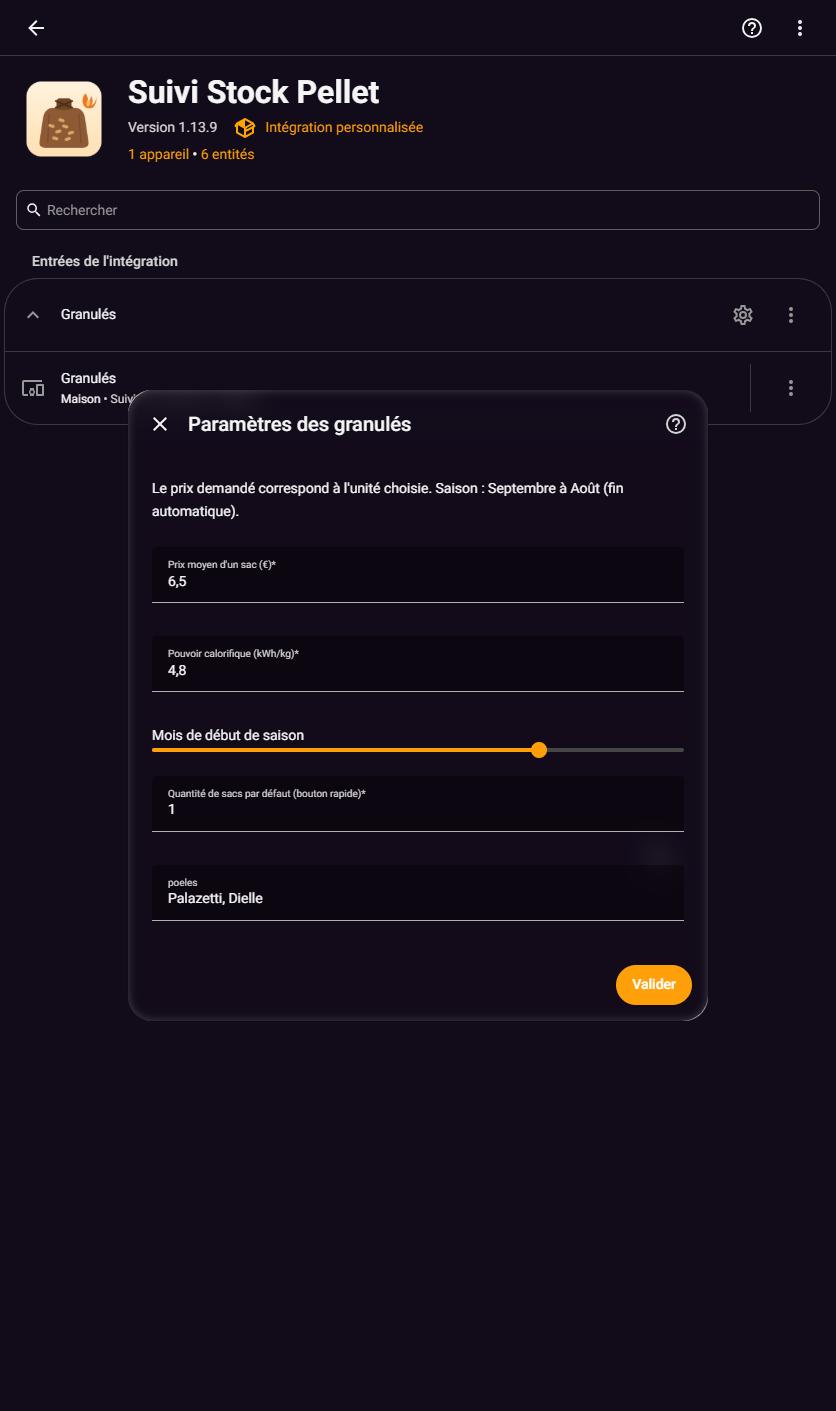 Suivi Stock Pellet
Version 1.13.9 Intégration personnalisée
1 appareil • 6 entités
Rechercher
Entrées de l'intégration
Granulés
Granulés
Maison • Suivi
Paramètres des granulés
Le prix demandé correspond à l'unité choisie. Saison : Septembre à Août (fin
automatique).
Prix moyen d'un sac (€)*
6,5
Pouvoir calorifique (kWh/kg)*
4,8
Mois de début de saison
Quantité de sacs par défaut (bouton rapide)*
1
poeles
Palazetti, Dielle
Valider